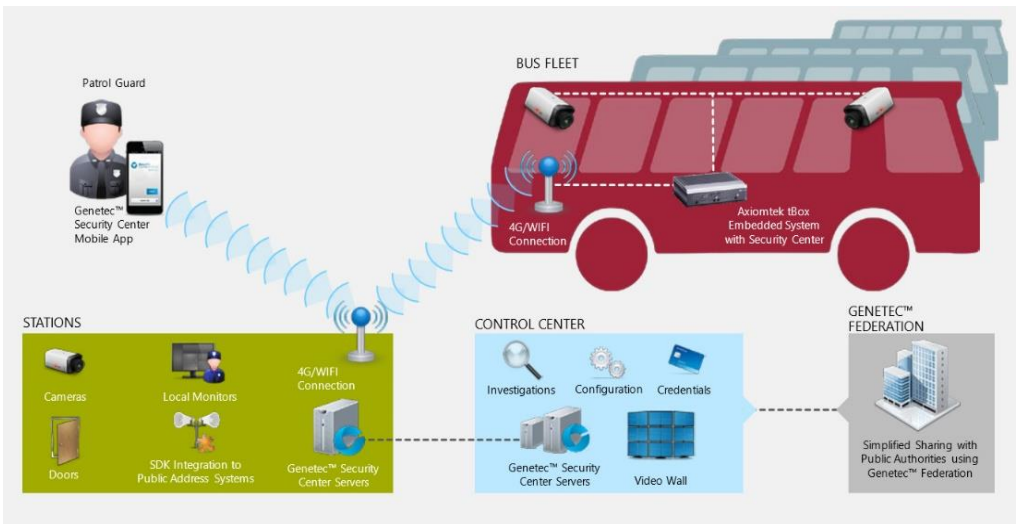 Patrol Guard
Genetec™
Security Center
Mobile App
BUS FLEET
4G/WIFI
Connection
Axiomtek tBox
Embedded System
with Security Center
STATIONS
Cameras
Local Monitors
4G/WIFI
Connection
Doors
SDK Integration to
Public Address Systems
Genetec™ Security
Center Servers
CONTROL CENTER
Investigations
Configuration
Credentials
Genetec™ Security
Center Servers
Video Wall
GENETEC™
FEDERATION
Simplified Sharing with
Public Authorities using
Genetec™ Federation